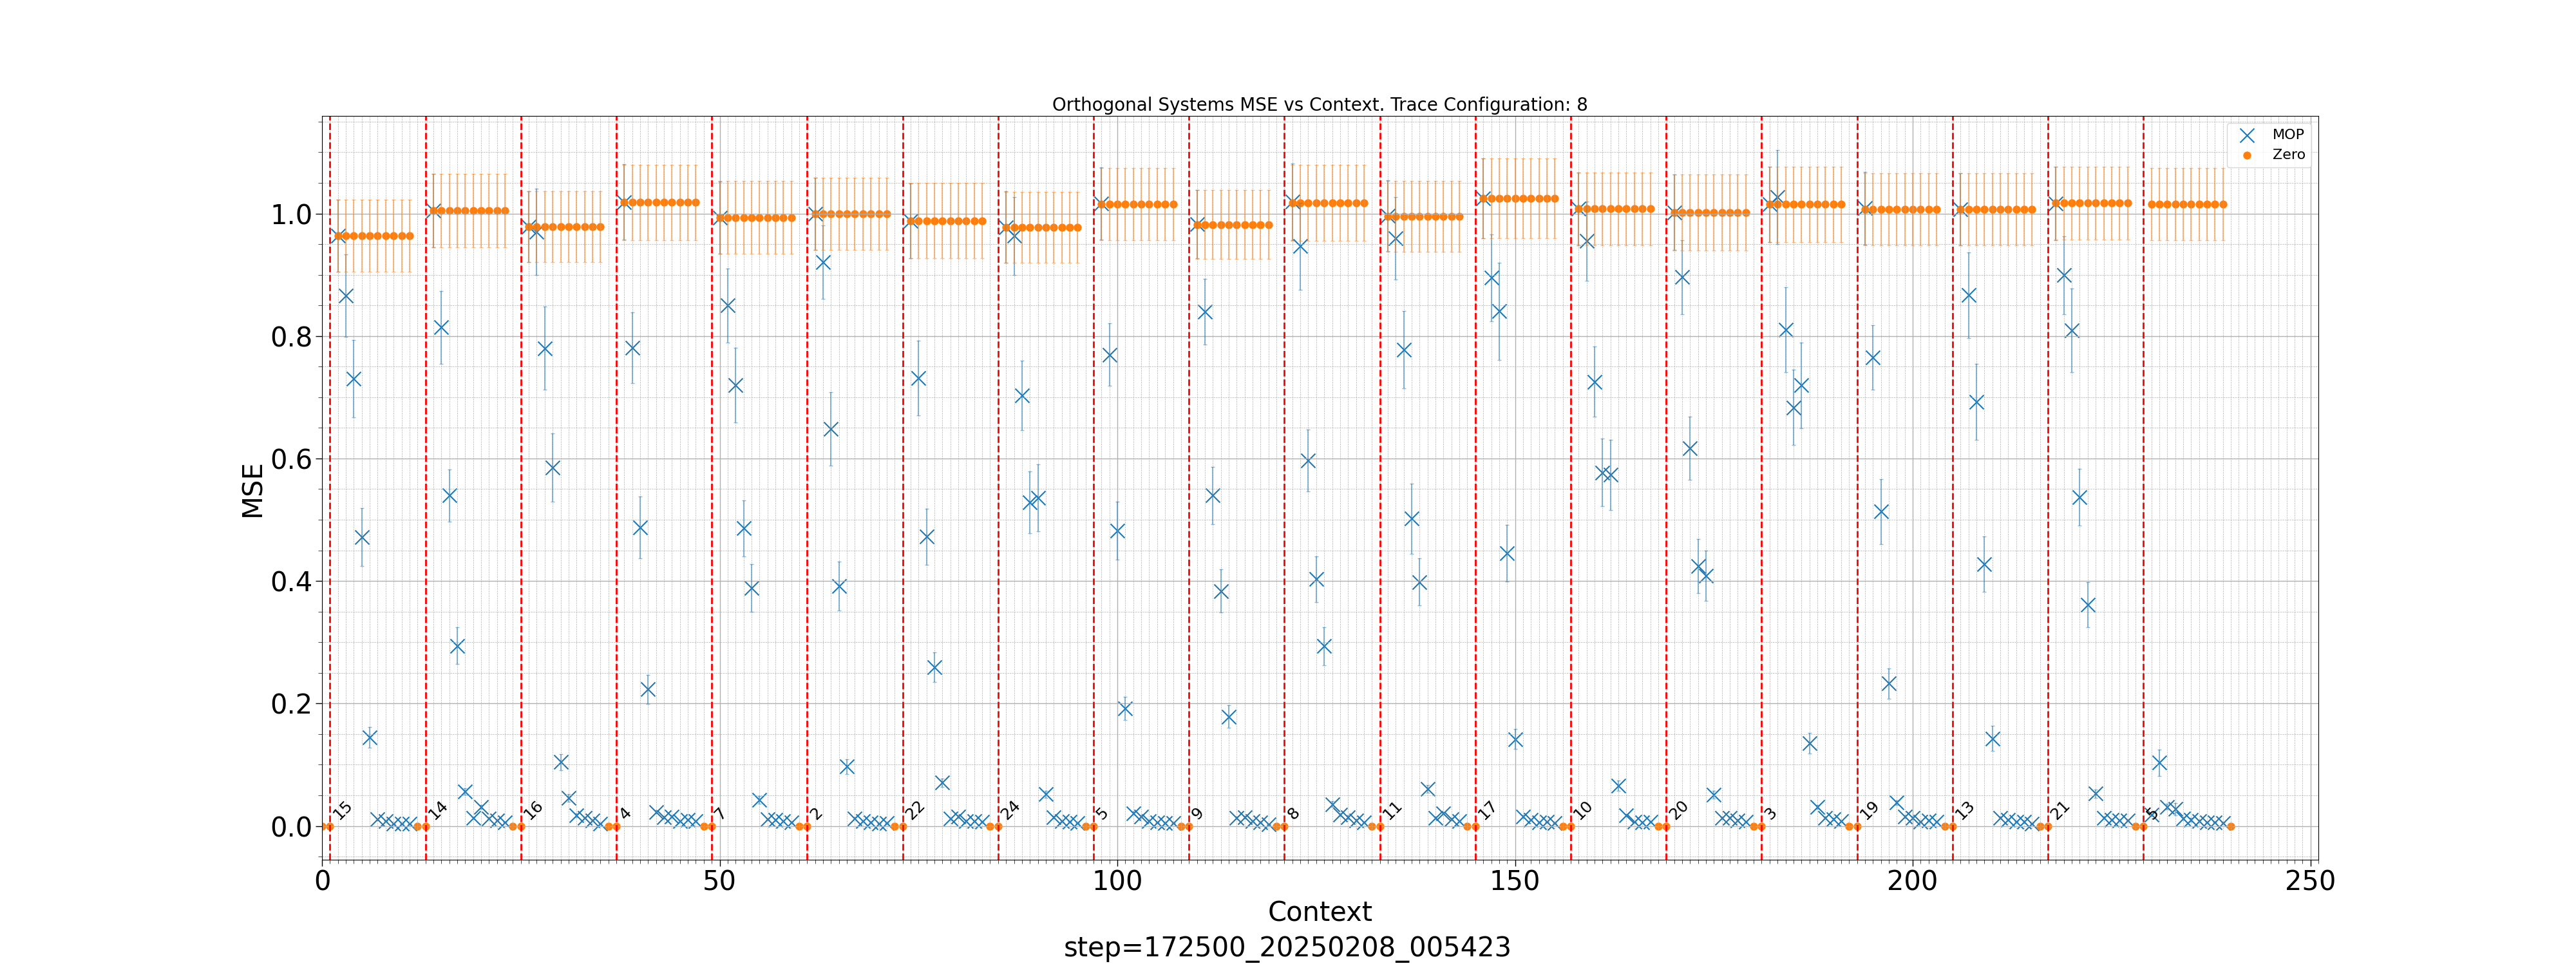 Orthogonal Systems MSE vs Context. Trace Configuration: 8
MOP
Zero
MSE
1.0
0.8
0.6
0.4
0.2
0.0
15 14 16 4 7 2 22 24 5 9 8 11 17 10 20 3 19 13 21 5
0 50 100 150 200 250
Context
step=172500_20250208_005423